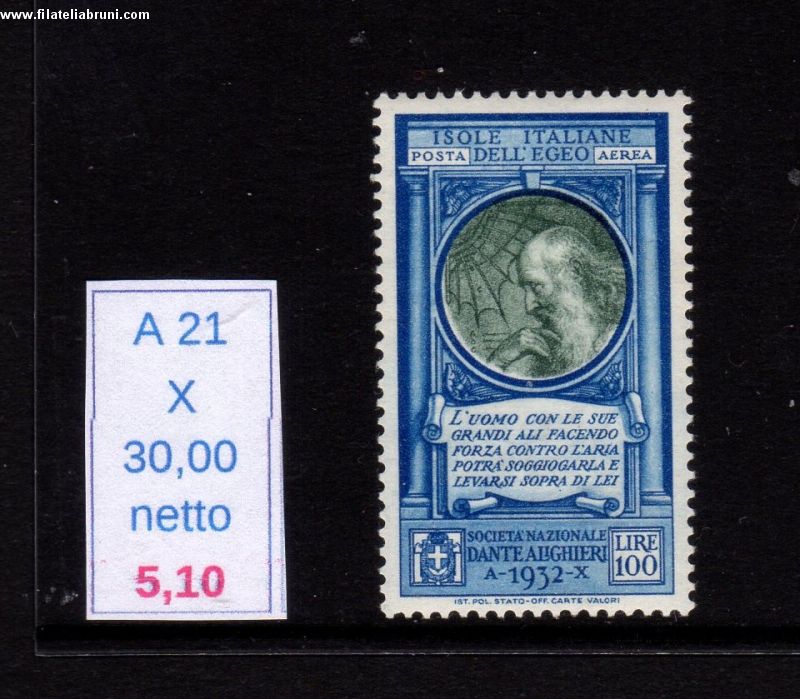 www.filateliabruni.com
A 21
X
30,00
netto
5,10
ISOLE ITALIANE
POSTA DELL'EGEO AEREA
L'UOMO CON LE SUE
GRANDI ALI FACENDO
FORZA CONTRO L'ARIA
POTRÀ SOGGIOGARLA E
LEVARSI SOPRA DI LEI
SOCIETÀ NAZIONALE
DANTE ALIGHIERI
A-1932-X
LIRE
100
IST. POL. STATO-OFF. CARTE VALORI